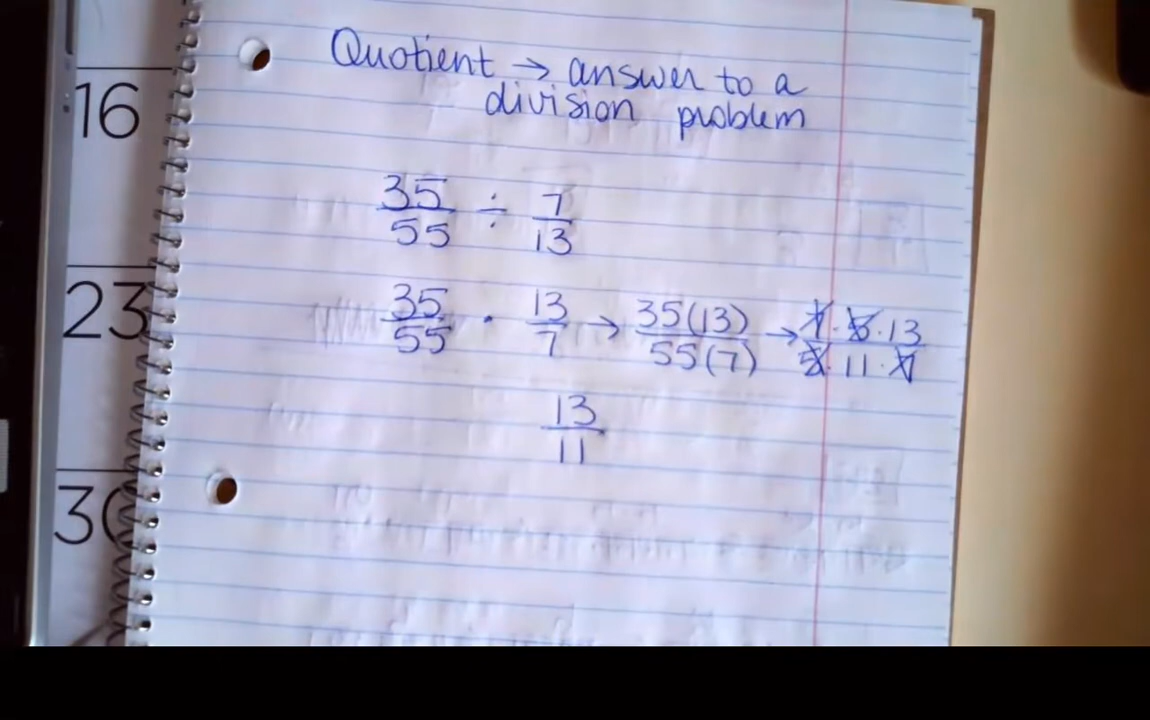 Quotient → answer to a
division problem
35/55 ÷ 7/13
35/55 · 13/7 → 35(13)/55(7) → 7·5·13/5·11·7
13/11
16
23
30